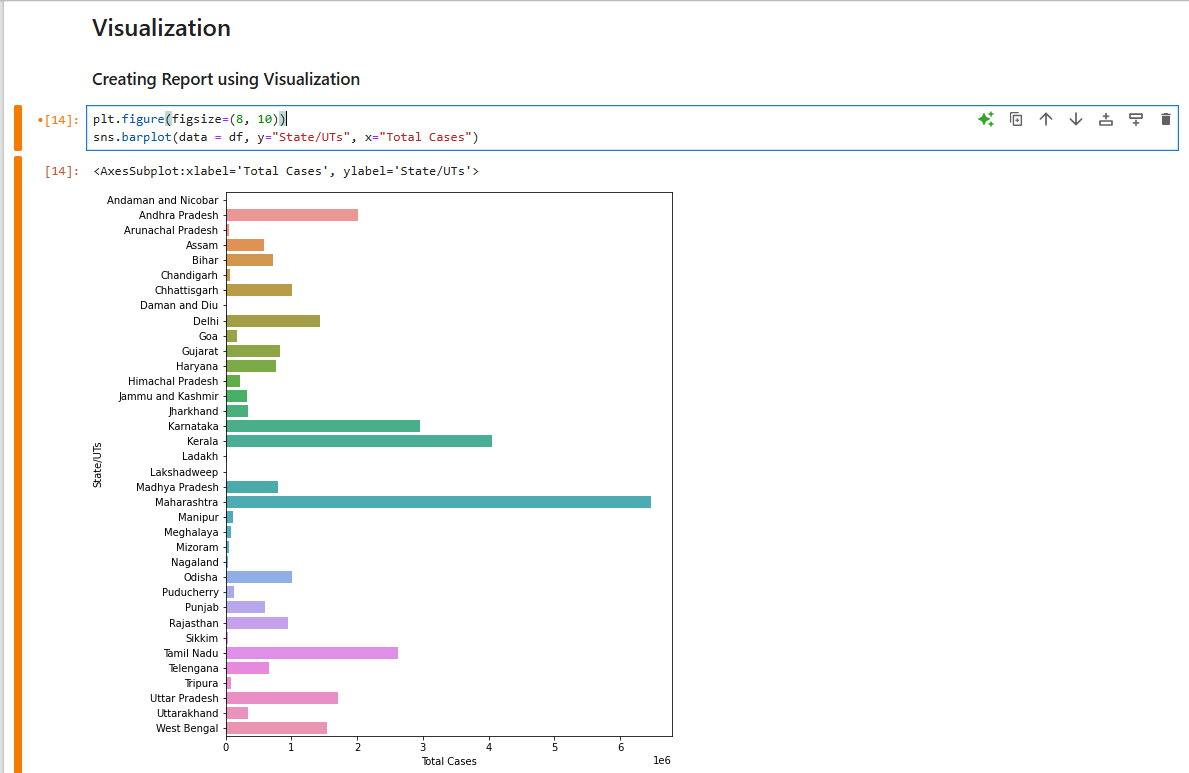 Visualization
Creating Report using Visualization
•[14]:
plt.figure(figsize=(8, 10))
sns.barplot(data = df, y="State/UTs", x="Total Cases")
[14]:
<AxesSubplot:xlabel='Total Cases', ylabel='State/UTs'>
Andaman and Nicobar
Andhra Pradesh
Arunachal Pradesh
Assam
Bihar
Chandigarh
Chhattisgarh
Daman and Diu
Delhi
Goa
Gujarat
Haryana
Himachal Pradesh
Jammu and Kashmir
Jharkhand
Karnataka
Kerala
Ladakh
Lakshadweep
Madhya Pradesh
Maharashtra
Manipur
Meghalaya
Mizoram
Nagaland
Odisha
Puducherry
Punjab
Rajasthan
Sikkim
Tamil Nadu
Telengana
Tripura
Uttar Pradesh
Uttarakhand
West Bengal
State/UTs
0 1 2 3 4 5 6
Total Cases
1e6